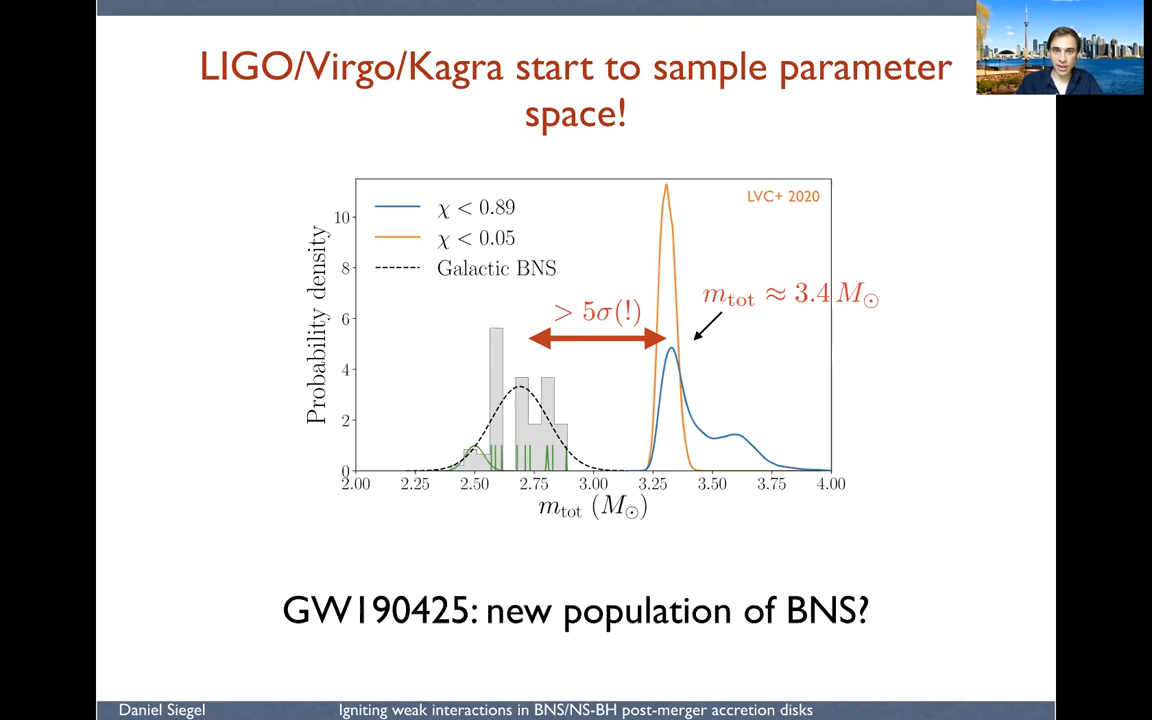 LIGO/Virgo/Kagra start to sample parameter
space!
LVC+ 2020
χ < 0.89
χ < 0.05
Galactic BNS
> 5σ(!)
m_tot ≈ 3.4 M_⊙
Probability density
10
8
6
4
2
0
2.00 2.25 2.50 2.75 3.00 3.25 3.50 3.75 4.00
m_tot (M_⊙)
GW190425: new population of BNS?
Daniel Siegel
Igniting weak interactions in BNS/NS-BH post-merger accretion disks